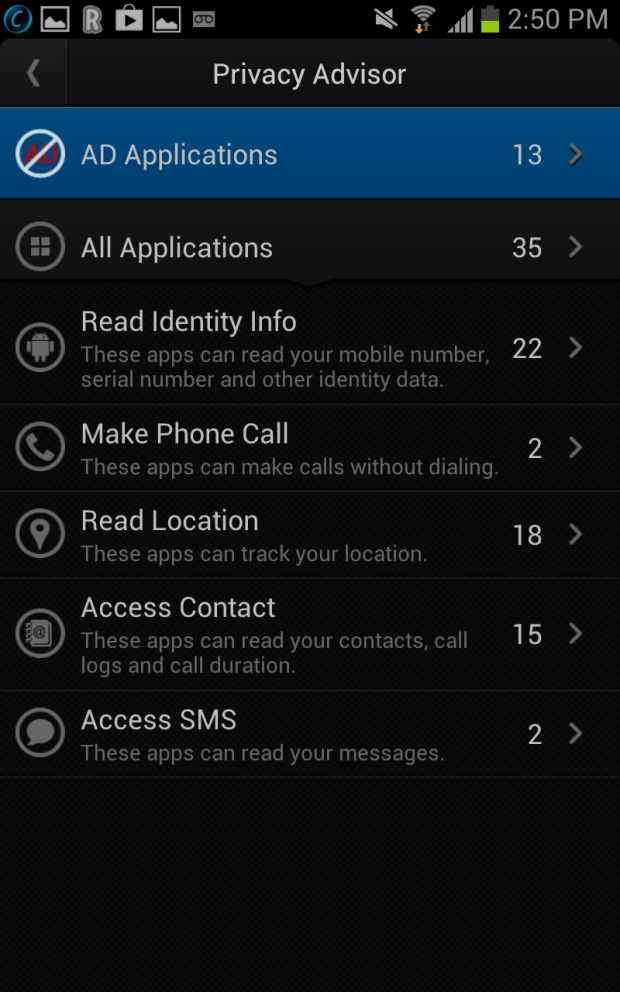 2:50 PM
Privacy Advisor
AD
AD Applications
13
All Applications
35
Read Identity Info
These apps can read your mobile number,
serial number and other identity data.
22
Make Phone Call
These apps can make calls without dialing.
2
Read Location
These apps can track your location.
18
Access Contact
These apps can read your contacts, call
logs and call duration.
15
Access SMS
These apps can read your messages.
2